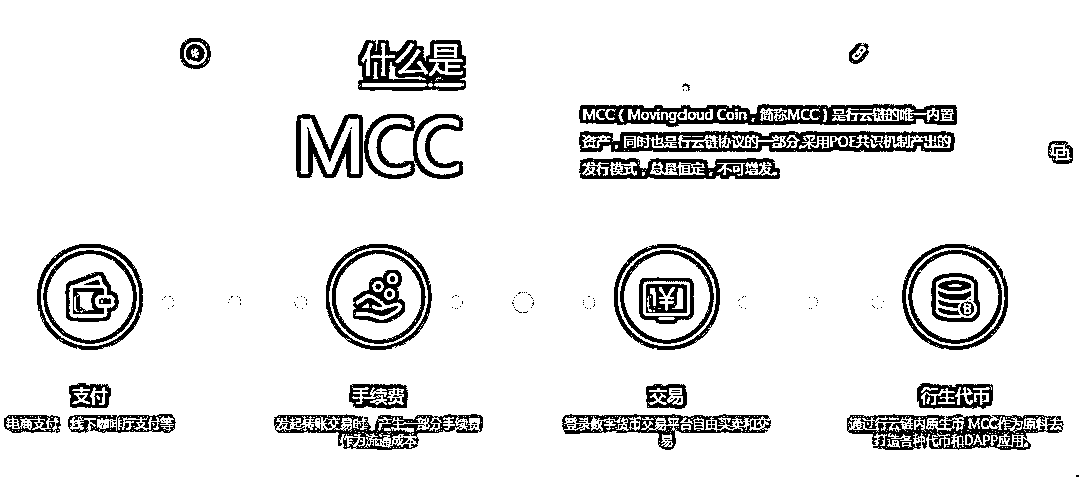 什么是
MCC
MCC（Movingcloud Coin，简称MCC）是行云链的唯一内置
资产，同时也是行云链协议的一部分,采用POE共识机制产出的
发行模式，总量恒定，不可增发。
支付
电商支付、线下咖啡厅支付等
手续费
发起转账交易时，产生一部分手续费
作为流通成本
交易
登录数字货币交易平台自由买卖和交
易
衍生代币
通过行云链内原生币 MCC作为原料去
打造各种代币和DAPP应用。